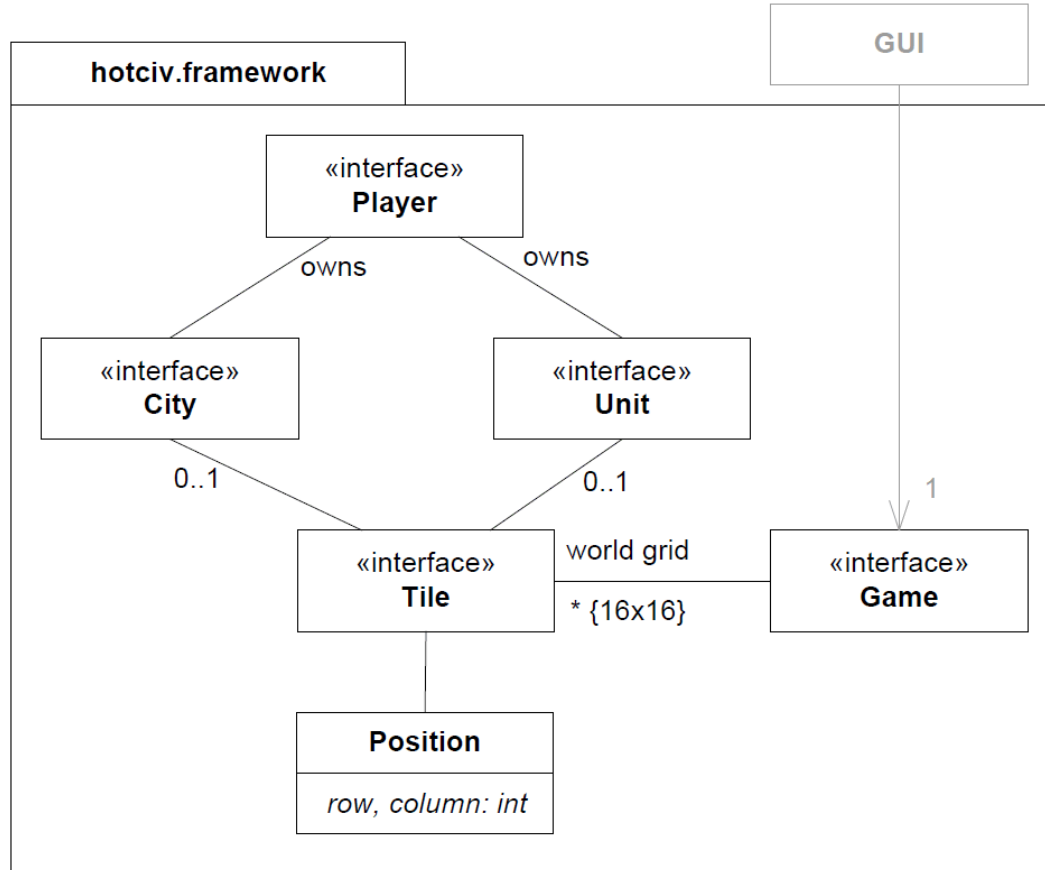 GUI
hotciv.framework
«interface»
Player
owns
owns
«interface»
City
«interface»
Unit
0..1
0..1
1
«interface»
Tile
world grid
* {16x16}
«interface»
Game
Position
row, column: int